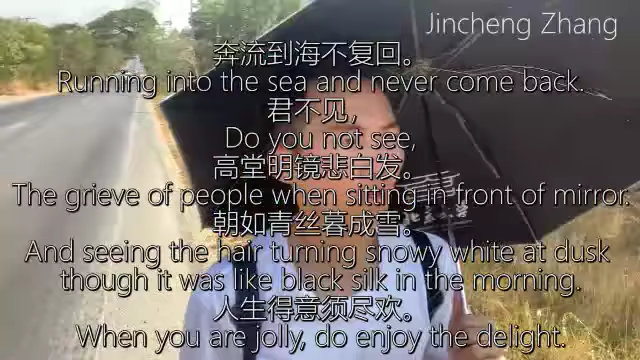 Jincheng Zhang
奔流到海不复回。
Running into the sea and never come back.
君不见,
Do you not see,
高堂明镜悲白发。
The grieve of people when sitting in front of mirror.
朝如青丝暮成雪。
And seeing the hair turning snowy white at dusk
though it was like black silk in the morning.
人生得意须尽欢。
When you are jolly, do enjoy the delight.